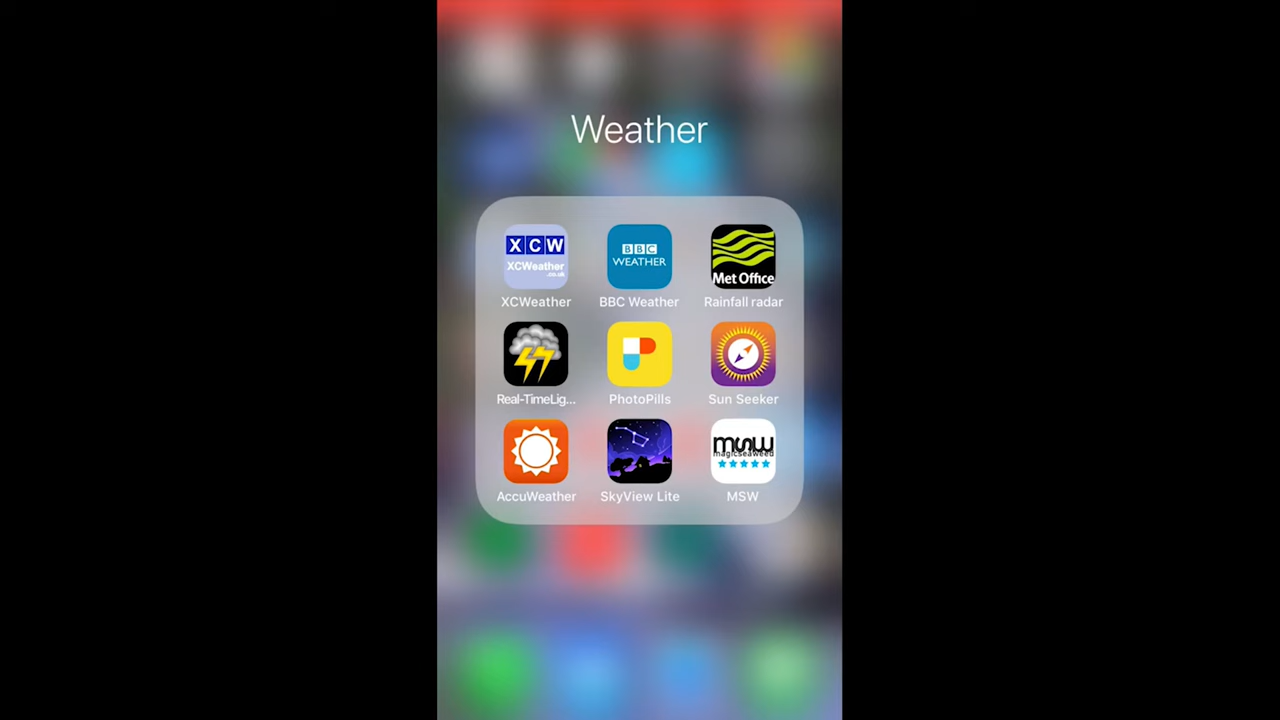 Weather
XCW
XCWeather
.co.uk
BBC
WEATHER
Met Office
XCWeather
BBC Weather
Rainfall radar
Real-TimeLig...
PhotoPills
Sun Seeker
msw
magicseaweed
AccuWeather
SkyView Lite
MSW